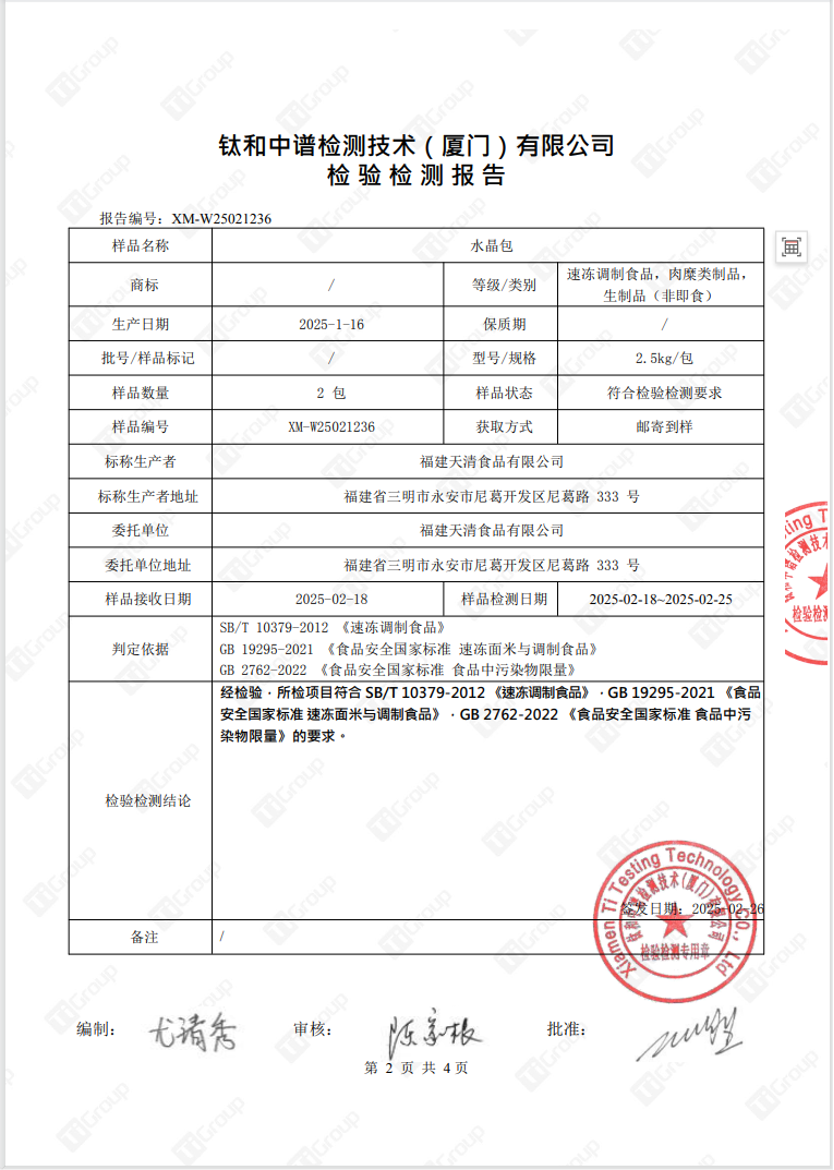 钛和中谱检测技术（厦门）有限公司
检验检测报告
报告编号：XM-W25021236
样品名称 水晶包
商标 / 等级/类别 速冻调制食品，肉糜类制品，
生制品（非即食）
生产日期 2025-1-16 保质期 /
批号/样品标记 / 型号/规格 2.5kg/包
样品数量 2 包 样品状态 符合检验检测要求
样品编号 XM-W25021236 获取方式 邮寄到样
标称生产者 福建天清食品有限公司
标称生产者地址 福建省三明市永安市尼葛开发区尼葛路 333 号
委托单位 福建天清食品有限公司
委托单位地址 福建省三明市永安市尼葛开发区尼葛路 333 号
样品接收日期 2025-02-18 样品检测日期 2025-02-18~2025-02-25
判定依据
SB/T 10379-2012 《速冻调制食品》
GB 19295-2021 《食品安全国家标准 速冻面米与调制食品》
GB 2762-2022 《食品安全国家标准 食品中污染物限量》
检验检测结论
经检验，所检项目符合 SB/T 10379-2012 《速冻调制食品》，GB 19295-2021 《食品
安全国家标准 速冻面米与调制食品》，GB 2762-2022 《食品安全国家标准 食品中污
染物限量》的要求。
签发日期：2025-02-26
Xiamen Ti Testing Technology Co., Ltd
钛和中谱检测技术(厦门)有限公司
检验检测专用章
备注 /
编制： 审核： 批准：
第 2 页 共 4 页
Ti Group